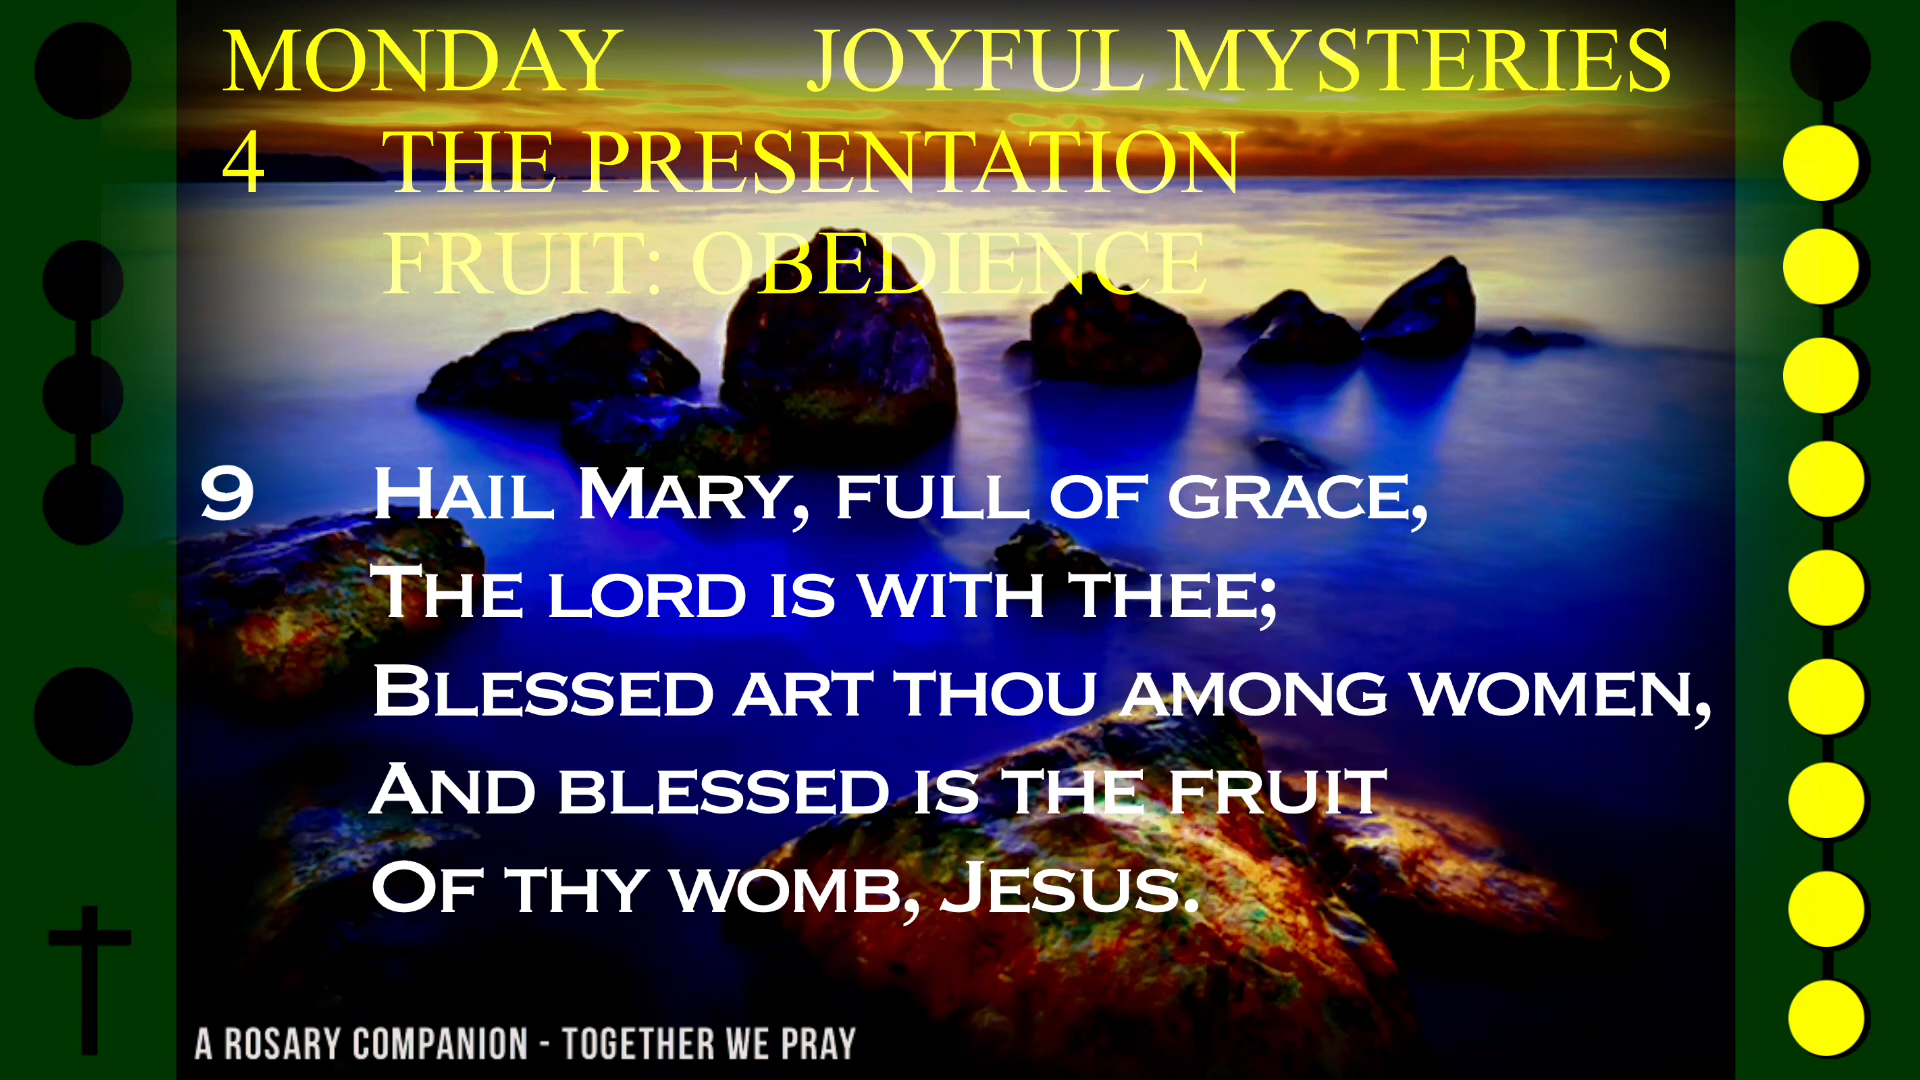 MONDAY JOYFUL MYSTERIES
4 THE PRESENTATION
FRUIT: OBEDIENCE
9 Hail Mary, full of grace,
The lord is with thee;
Blessed art thou among women,
And blessed is the fruit
Of thy womb, Jesus.
A ROSARY COMPANION - TOGETHER WE PRAY